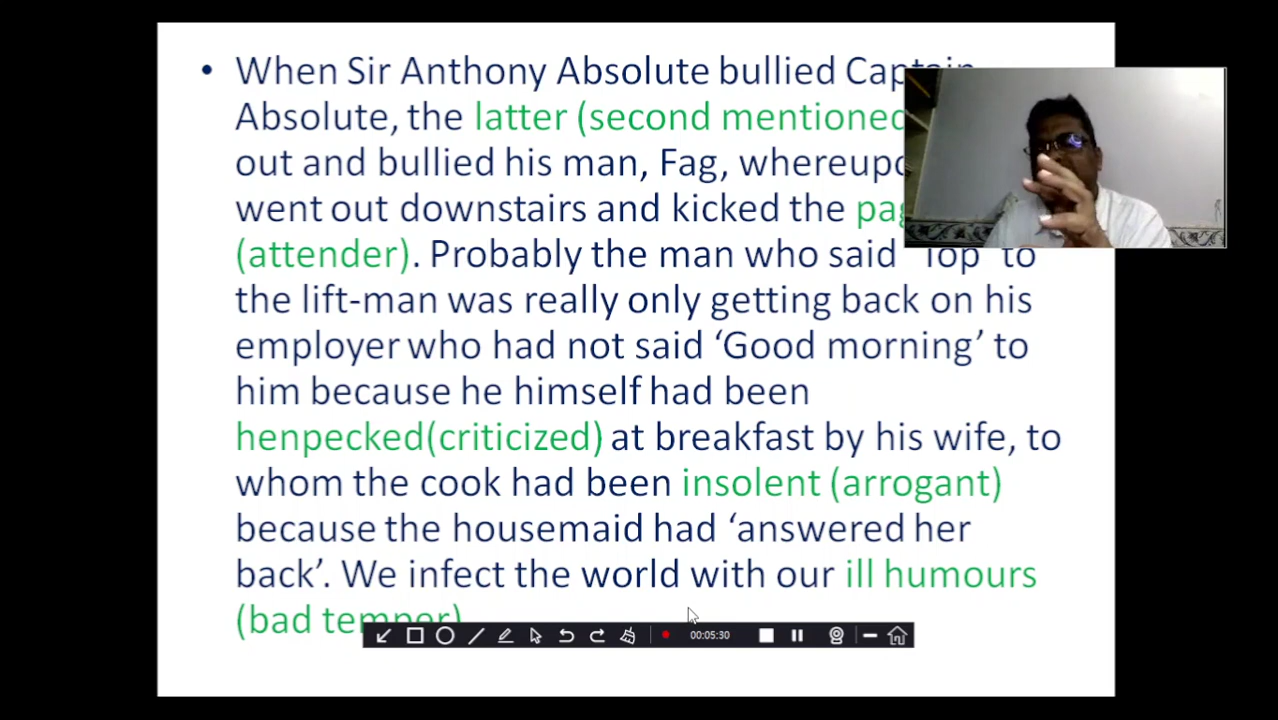 • When Sir Anthony Absolute bullied Captain
Absolute, the latter (second mentioned
out and bullied his man, Fag, whereupo
went out downstairs and kicked the pag
(attender). Probably the man who said 'Top' to
the lift-man was really only getting back on his
employer who had not said ‘Good morning’ to
him because he himself had been
henpecked(criticized) at breakfast by his wife, to
whom the cook had been insolent (arrogant)
because the housemaid had ‘answered her
back’. We infect the world with our ill humours
(bad temper)
00:05:30